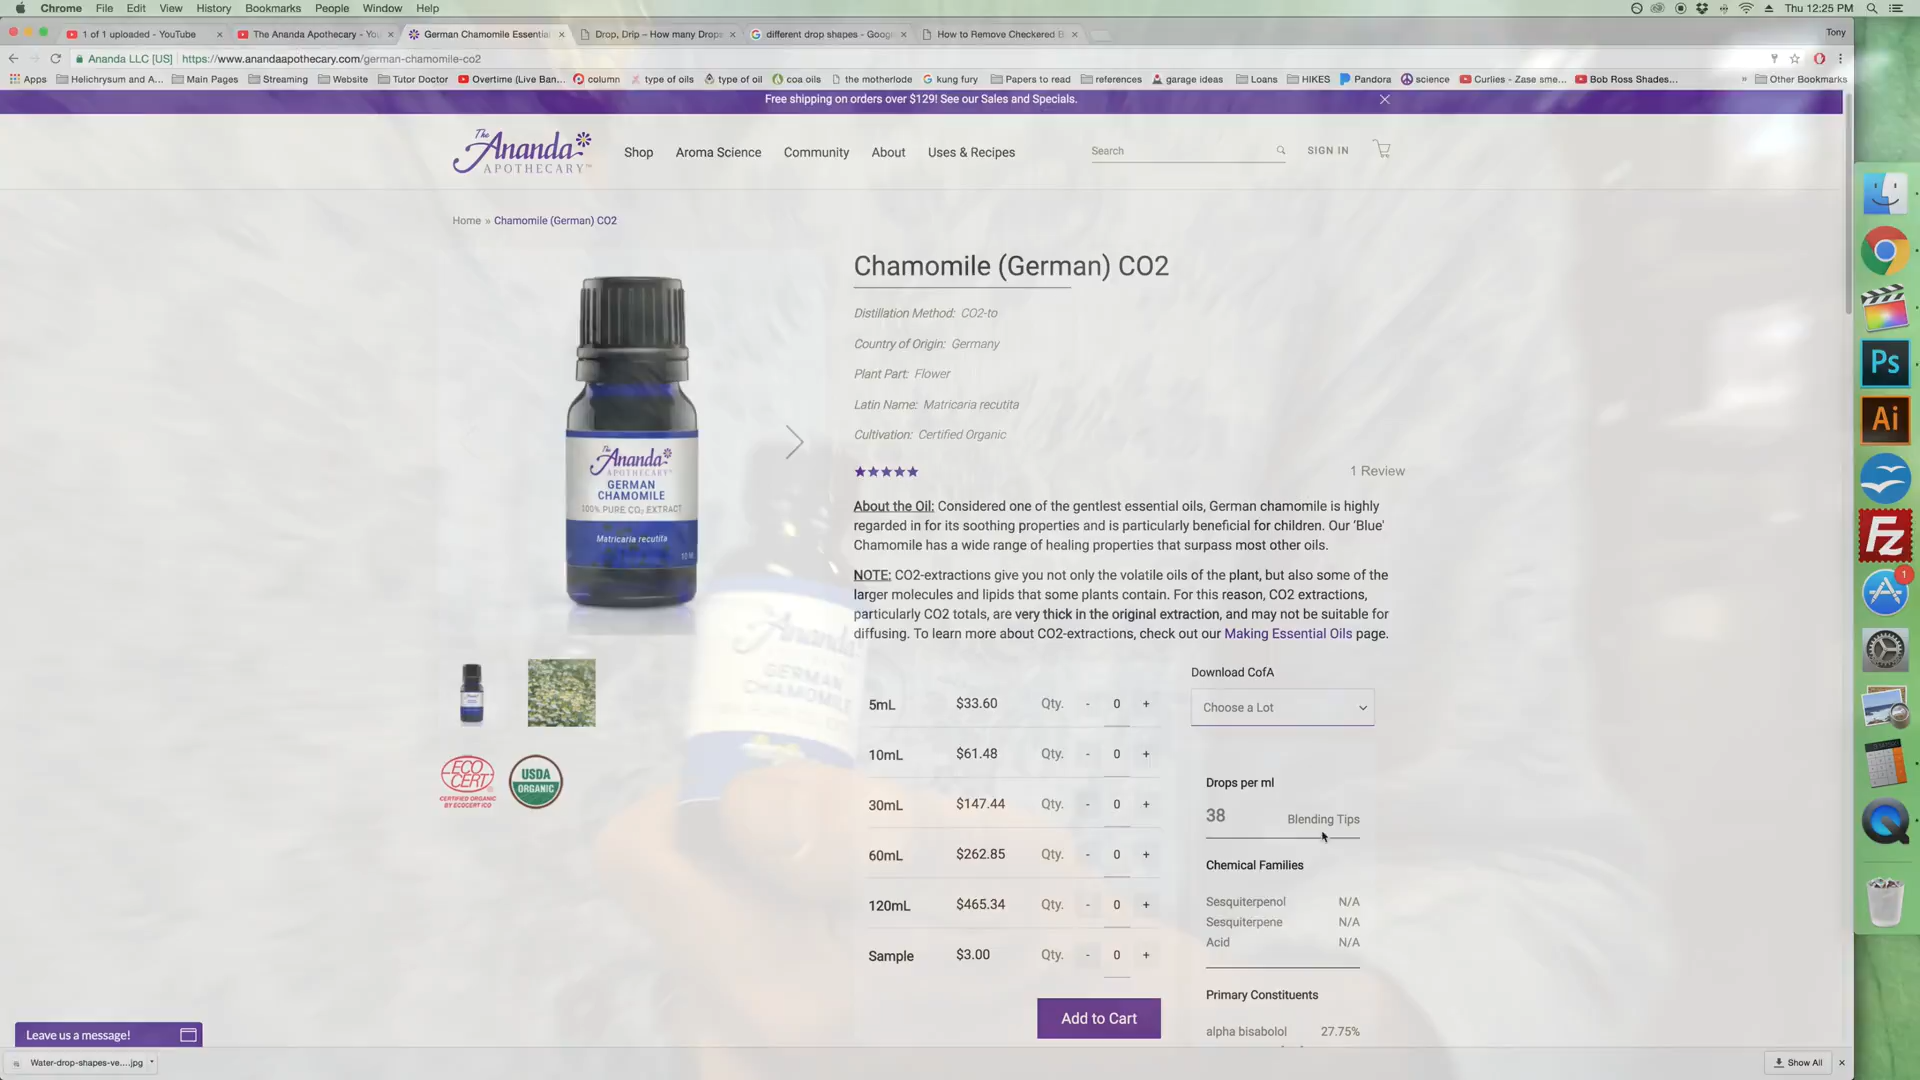 Chrome File Edit View History Bookmarks People Window Help Thu 12:25 PM
1 of 1 uploaded - YouTube The Ananda Apothecary - You German Chamomile Essentia Drop, Drip – How many Drops different drop shapes - Goog How to Remove Checkered B Tony
Ananda LLC [US] https://www.anandaapothecary.com/german-chamomile-co2
Apps Helichrysum and A... Main Pages Streaming Website Tutor Doctor Overtime (Live Ban... column type of oils type of oil coa oils the motherlode kung fury Papers to read references garage ideas Loans HIKES Pandora science Curlies - Zase sme... Bob Ross Shades... » Other Bookmarks
Free shipping on orders over $129! See our Sales and Specials.
The Ananda APOTHECARY™
Shop Aroma Science Community About Uses & Recipes Search SIGN IN
Home » Chamomile (German) CO2
Chamomile (German) CO2
Distillation Method: CO2-to
Country of Origin: Germany
Plant Part: Flower
Latin Name: Matricaria recutita
Cultivation: Certified Organic
1 Review
The Ananda
APOTHECARY
GERMAN
CHAMOMILE
100% PURE CO2 EXTRACT
Matricaria recutita
About the Oil: Considered one of the gentlest essential oils, German chamomile is highly
regarded in for its soothing properties and is particularly beneficial for children. Our 'Blue'
Chamomile has a wide range of healing properties that surpass most other oils.
NOTE: CO2-extractions give you not only the volatile oils of the plant, but also some of the
larger molecules and lipids that some plants contain. For this reason, CO2 extractions,
particularly CO2 totals, are very thick in the original extraction, and may not be suitable for
diffusing. To learn more about CO2-extractions, check out our Making Essential Oils page.
Ananda
GERMAN
CHAMOMILE
ECO
CERT
CERTIFIED ORGANIC
BY ECOCERT ICO
USDA
ORGANIC
5mL $33.60 Qty. - 0 +
10mL $61.48 Qty. - 0 +
30mL $147.44 Qty. - 0 +
60mL $262.85 Qty. - 0 +
120mL $465.34 Qty. - 0 +
Sample $3.00 Qty. - 0 +
Add to Cart
Download CofA
Choose a Lot
Drops per ml
38 Blending Tips
Chemical Families
Sesquiterpenol N/A
Sesquiterpene N/A
Acid N/A
Primary Constituents
alpha bisabolol 27.75%
Ps
Ai
Fz
1
Leave us a message!
Water-drop-shapes-ve....jpg
Show All